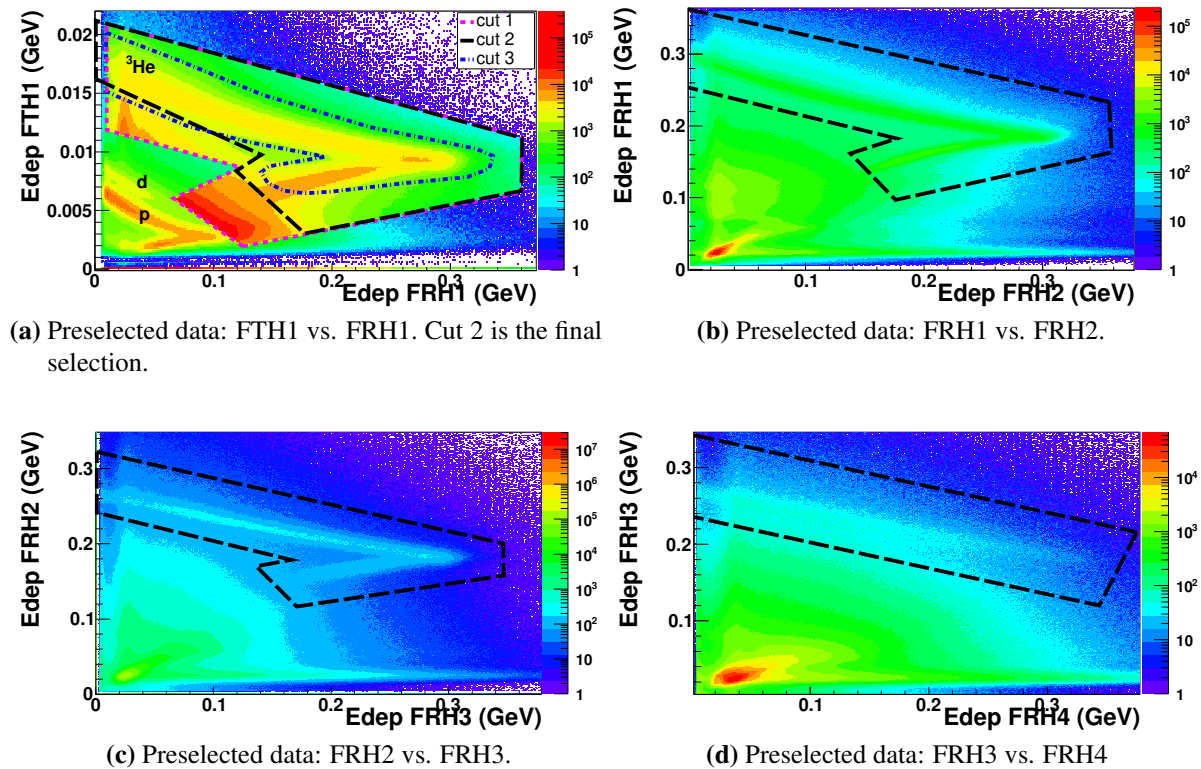 Edep FTH1 (GeV)
0.02
0.015
0.01
0.005
0
0
0.1
0.2
0.3
Edep FRH1 (GeV)
³He
d
p
cut 1
cut 2
cut 3
10⁵
10⁴
10³
10²
10
1
(a) Preselected data: FTH1 vs. FRH1. Cut 2 is the final
selection.
Edep FRH1 (GeV)
0.3
0.2
0.1
0
0
0.1
0.2
0.3
Edep FRH2 (GeV)
10⁵
10⁴
10³
10²
10
1
(b) Preselected data: FRH1 vs. FRH2.
Edep FRH2 (GeV)
0.3
0.2
0.1
0
0
0.1
0.2
0.3
Edep FRH3 (GeV)
10⁷
10⁶
10⁵
10⁴
10³
10²
10
1
(c) Preselected data: FRH2 vs. FRH3.
Edep FRH3 (GeV)
0.3
0.2
0.1
0.1
0.2
0.3
Edep FRH4 (GeV)
10⁴
10³
10²
10
1
(d) Preselected data: FRH3 vs. FRH4